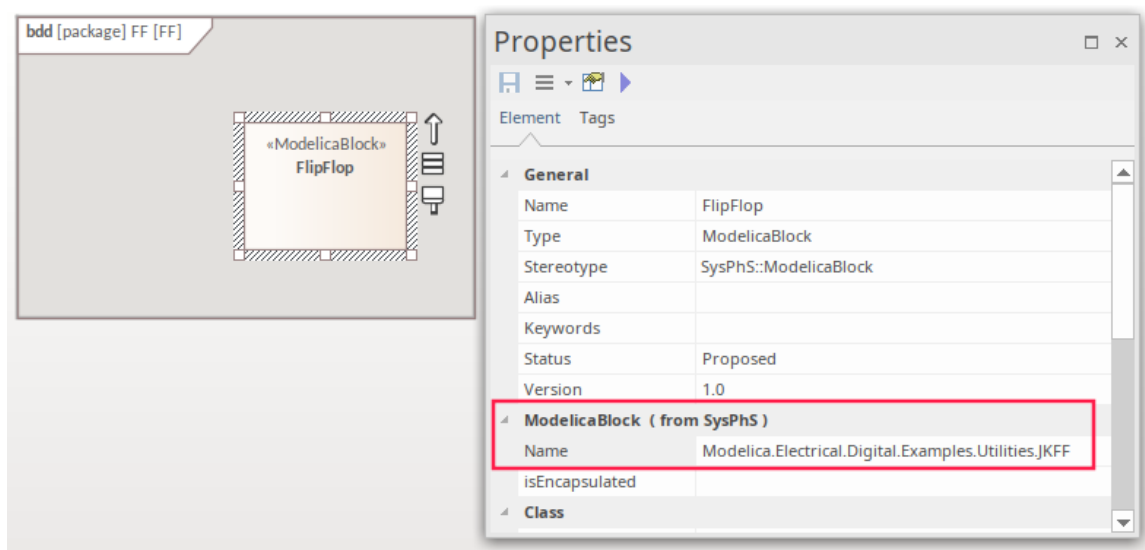 bdd [package] FF [FF]
«ModelicaBlock»
FlipFlop
Properties
Element Tags
General
Name FlipFlop
Type ModelicaBlock
Stereotype SysPhS::ModelicaBlock
Alias
Keywords
Status Proposed
Version 1.0
ModelicaBlock ( from SysPhS )
Name Modelica.Electrical.Digital.Examples.Utilities.JKFF
isEncapsulated
Class